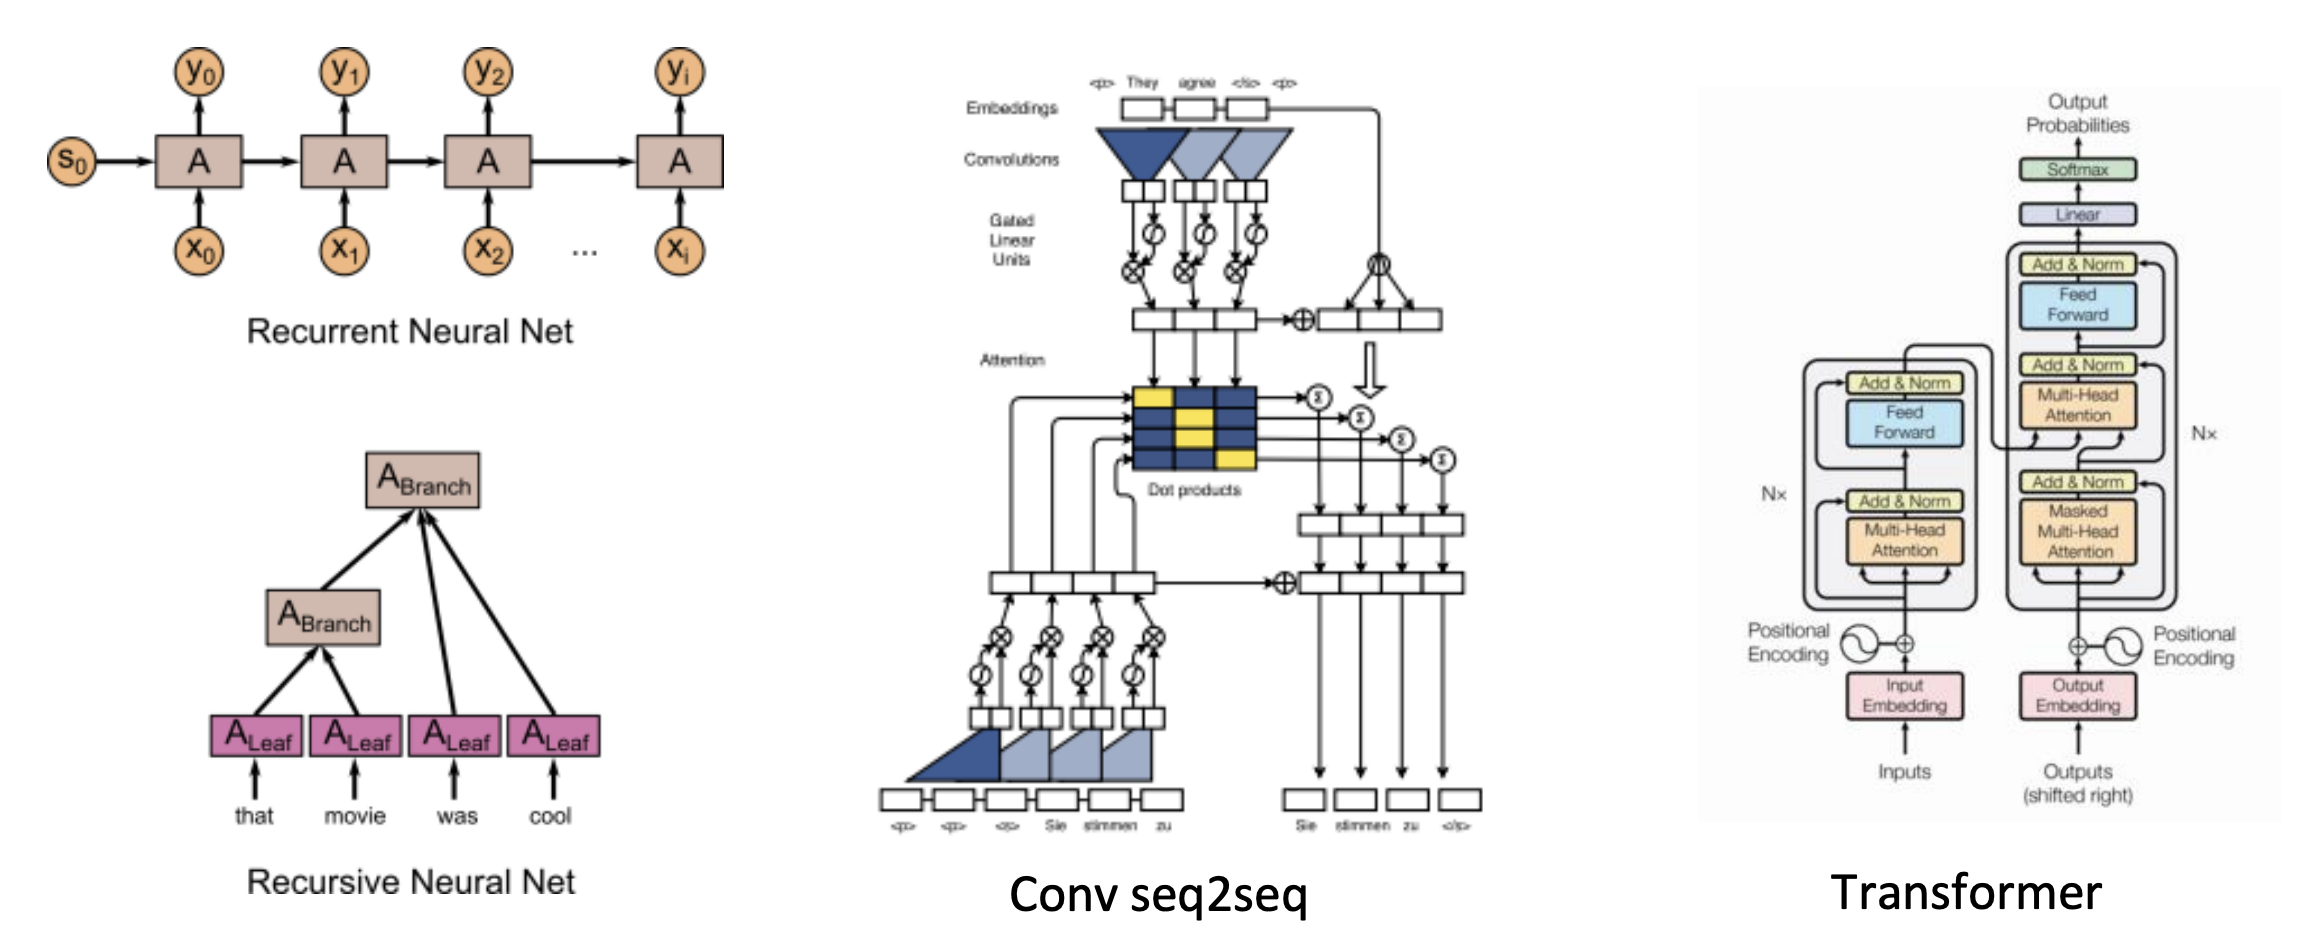 y0 y1 y2 yi
s0 A A A A
x0 x1 x2 ... xi
Recurrent Neural Net
ABranch
ABranch
ALeaf ALeaf ALeaf ALeaf
that movie was cool
Recursive Neural Net
<p> They agree </s> <p>
Embeddings
Convolutions
Gated
Linear
Units
Attention
Σ
Σ
Σ
Σ
Dot products
<p> <p> <s> Sie stimmen zu
Sie stimmen zu </s>
Conv seq2seq
Output
Probabilities
Softmax
Linear
Add & Norm
Feed
Forward
Add & Norm
Multi-Head
Attention
Add & Norm
Masked
Multi-Head
Attention
Nx
Add & Norm
Feed
Forward
Add & Norm
Multi-Head
Attention
Nx
Positional
Encoding
Positional
Encoding
Input
Embedding
Output
Embedding
Inputs
Outputs
(shifted right)
Transformer